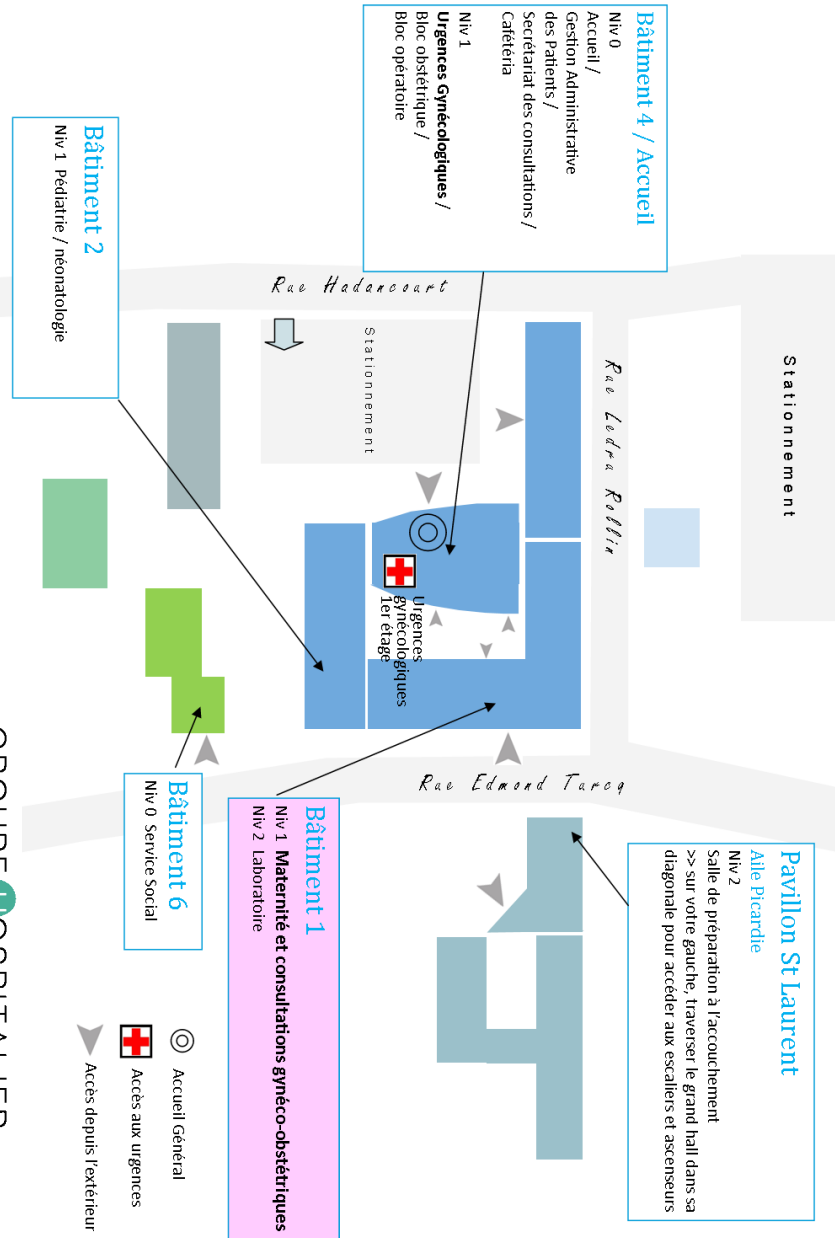 Pavillon St Laurent
Aile Picardie
Niv 2
Salle de préparation à l'accouchement
>> sur votre gauche, traverser le grand hall dans sa
diagonale pour accéder aux escaliers et ascenseurs
Stationnement
Bâtiment 4 / Accueil
Niv 0
Accueil /
Gestion Administrative
des Patients /
Secrétariat des consultations /
Cafétéria
Niv 1
Urgences Gynécologiques /
Bloc obstétrique /
Bloc opératoire
Rue Ledru Rollin
Rue Hadancourt
Stationnement
Rue Edmond Turcq
Urgences
gynécologiques
1er étage
Bâtiment 1
Niv 1 Maternité et consultations gynéco-obstétriques
Niv 2 Laboratoire
Bâtiment 2
Niv 1 Pédiatrie / néonatologie
Bâtiment 6
Niv 0 Service Social
Accueil Général
Accès aux urgences
Accès depuis l'extérieur
GROUPE HOSPITALIER